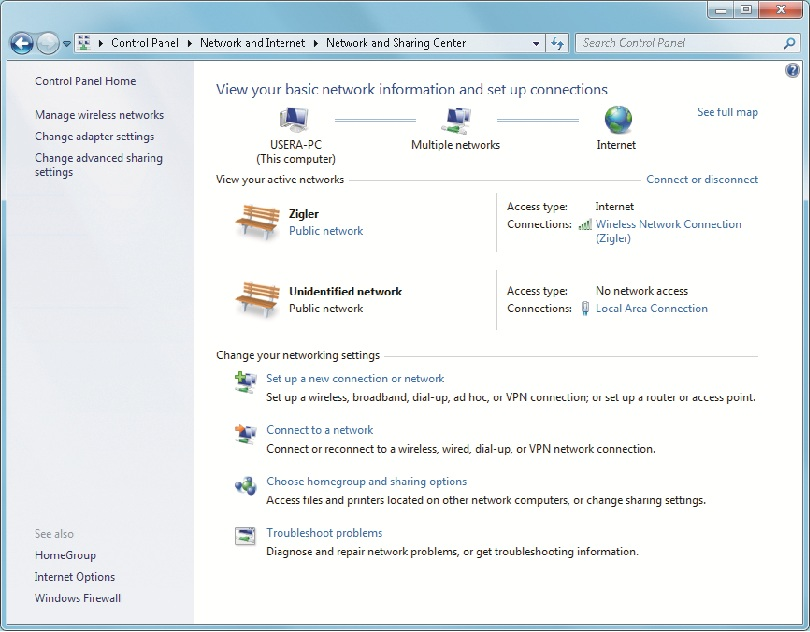 Control Panel ▸ Network and Internet ▸ Network and Sharing Center
Search Control Panel
Control Panel Home
Manage wireless networks
Change adapter settings
Change advanced sharing
settings
See also
HomeGroup
Internet Options
Windows Firewall
View your basic network information and set up connections
See full map
USERA-PC
(This computer)
Multiple networks
Internet
View your active networks
Connect or disconnect
Zigler
Public network
Access type: Internet
Connections: Wireless Network Connection
(Zigler)
Unidentified network
Public network
Access type: No network access
Connections: Local Area Connection
Change your networking settings
Set up a new connection or network
Set up a wireless, broadband, dial-up, ad hoc, or VPN connection; or set up a router or access point.
Connect to a network
Connect or reconnect to a wireless, wired, dial-up, or VPN network connection.
Choose homegroup and sharing options
Access files and printers located on other network computers, or change sharing settings.
Troubleshoot problems
Diagnose and repair network problems, or get troubleshooting information.